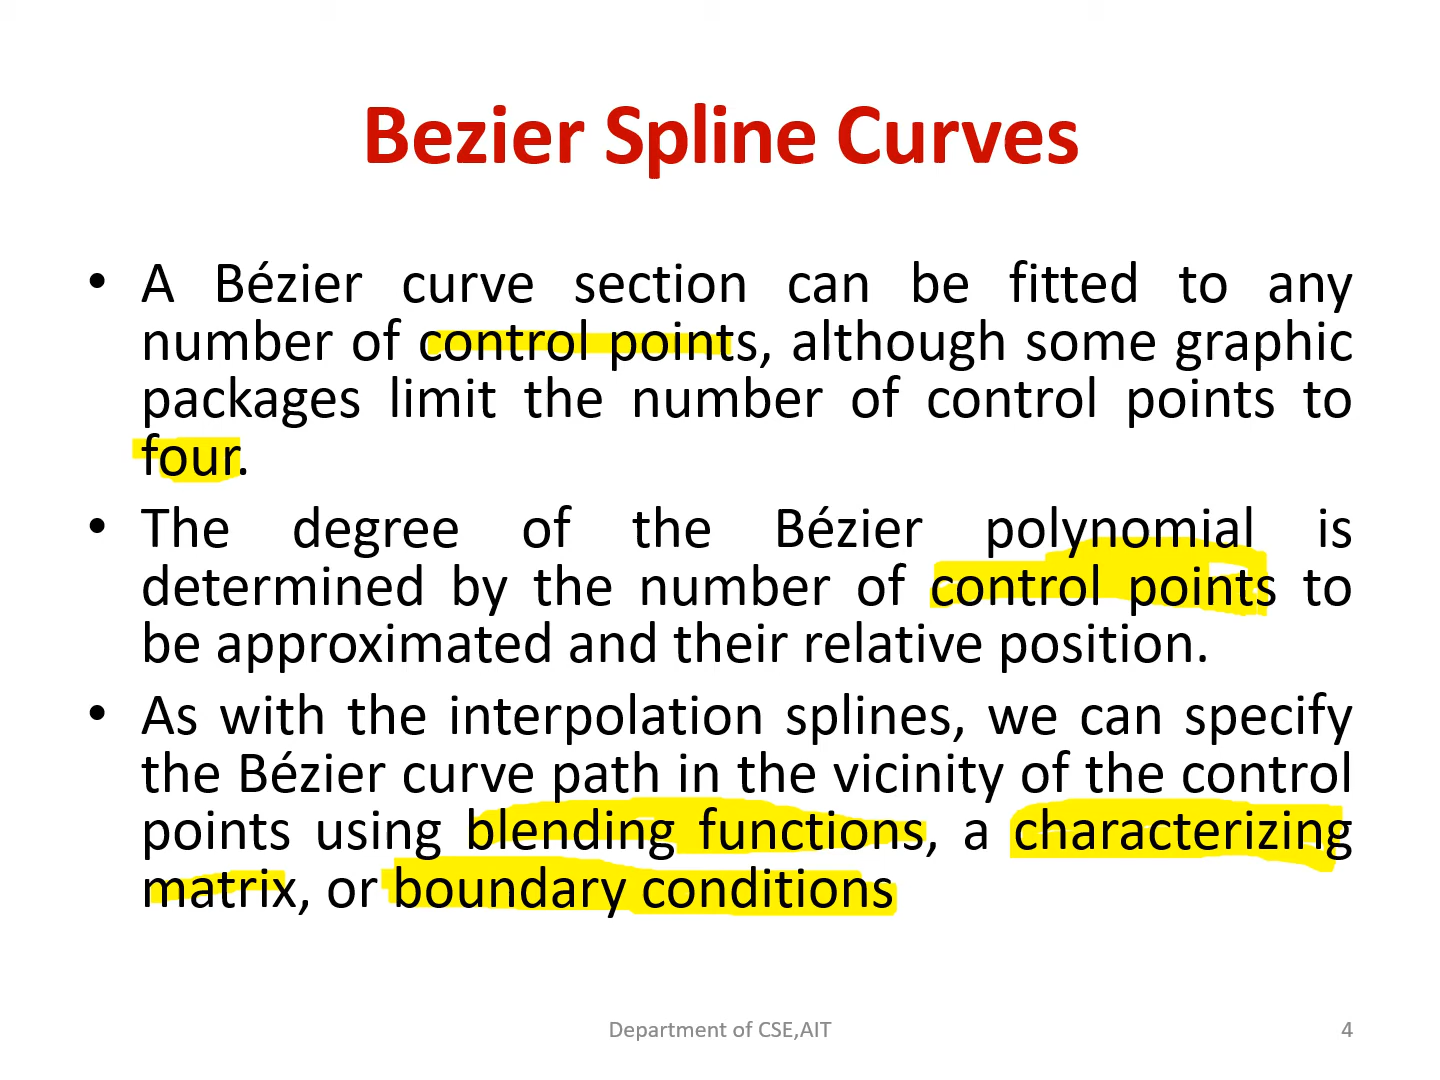 Bezier Spline Curves
• A Bézier curve section can be fitted to any
number of control points, although some graphic
packages limit the number of control points to
four.
• The degree of the Bézier polynomial is
determined by the number of control points to
be approximated and their relative position.
• As with the interpolation splines, we can specify
the Bézier curve path in the vicinity of the control
points using blending functions, a characterizing
matrix, or boundary conditions
Department of CSE,AIT
4